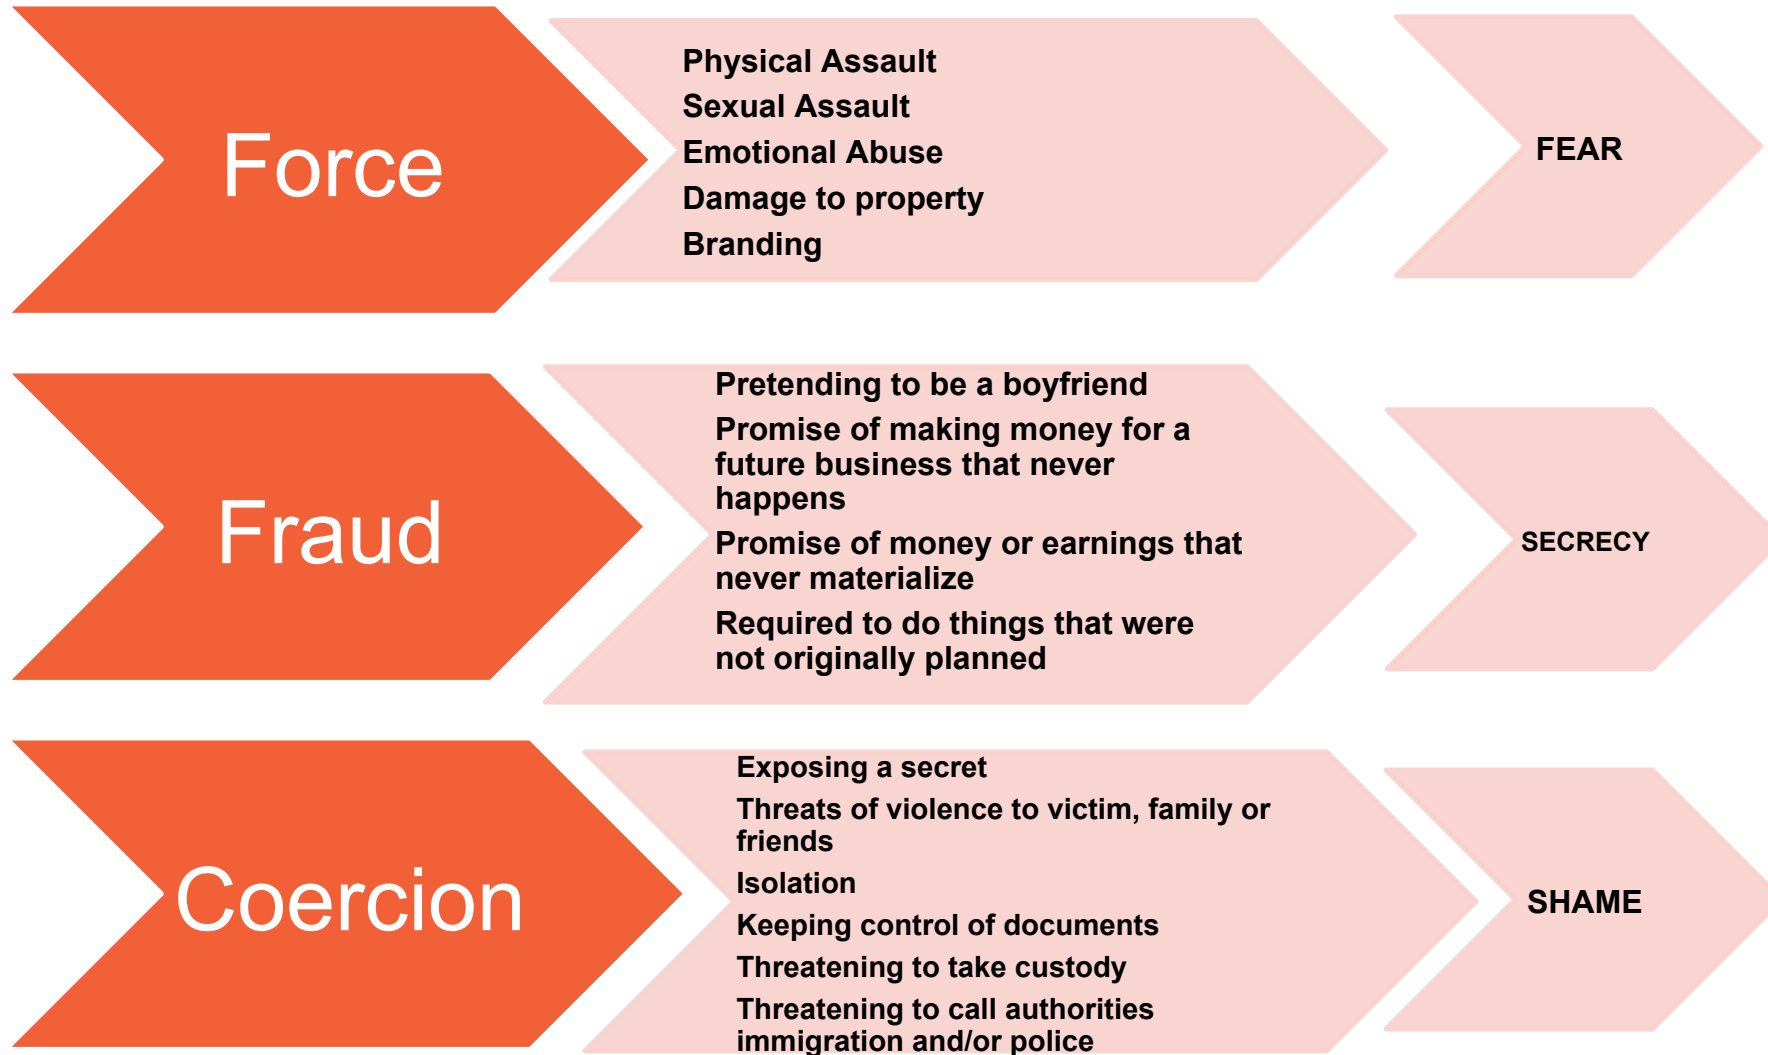 Force
Physical Assault
Sexual Assault
Emotional Abuse
Damage to property
Branding
FEAR
Fraud
Pretending to be a boyfriend
Promise of making money for a
future business that never
happens
Promise of money or earnings that
never materialize
Required to do things that were
not originally planned
SECRECY
Coercion
Exposing a secret
Threats of violence to victim, family or
friends
Isolation
Keeping control of documents
Threatening to take custody
Threatening to call authorities
immigration and/or police
SHAME